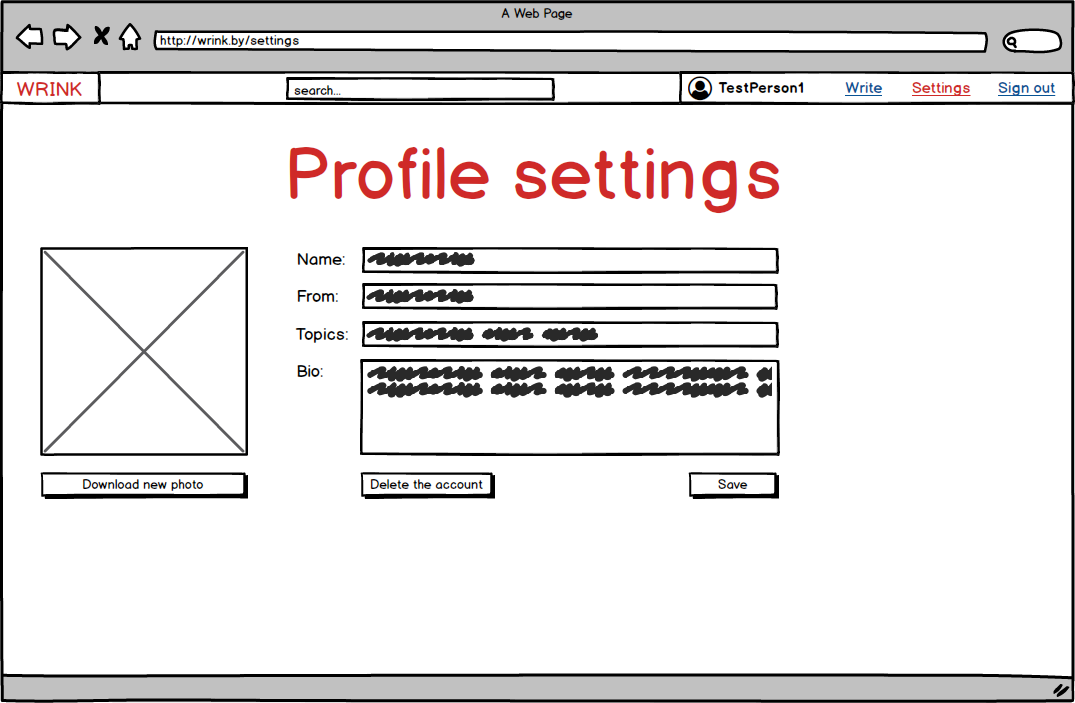 A Web Page
http://wrink.by/settings
WRINK
search...
TestPerson1 Write Settings Sign out
Profile settings
Name:
From:
Topics:
Bio:
Download new photo
Delete the account
Save